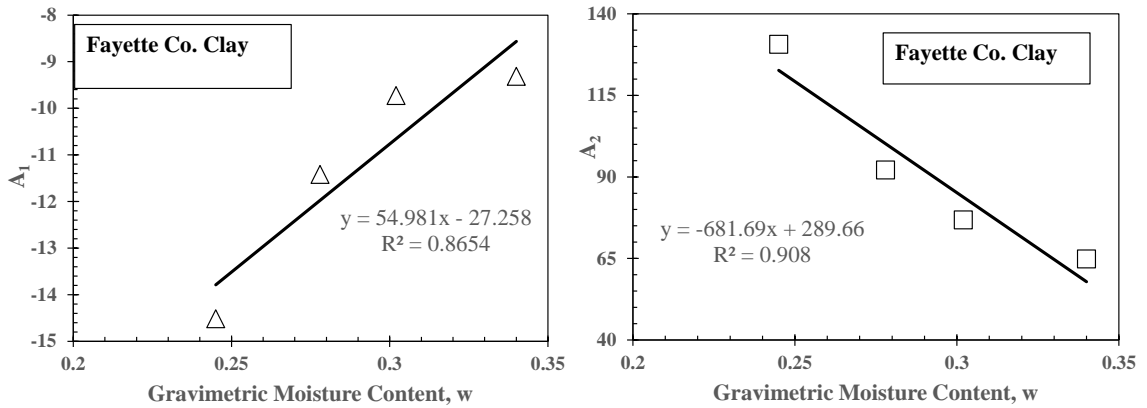 Fayette Co. Clay
A₁
-8
-9
-10
-11
-12
-13
-14
-15
y = 54.981x - 27.258
R² = 0.8654
0.2
0.25
0.3
0.35
Gravimetric Moisture Content, w
Fayette Co. Clay
A₂
140
115
90
65
40
y = -681.69x + 289.66
R² = 0.908
0.2
0.25
0.3
0.35
Gravimetric Moisture Content, w